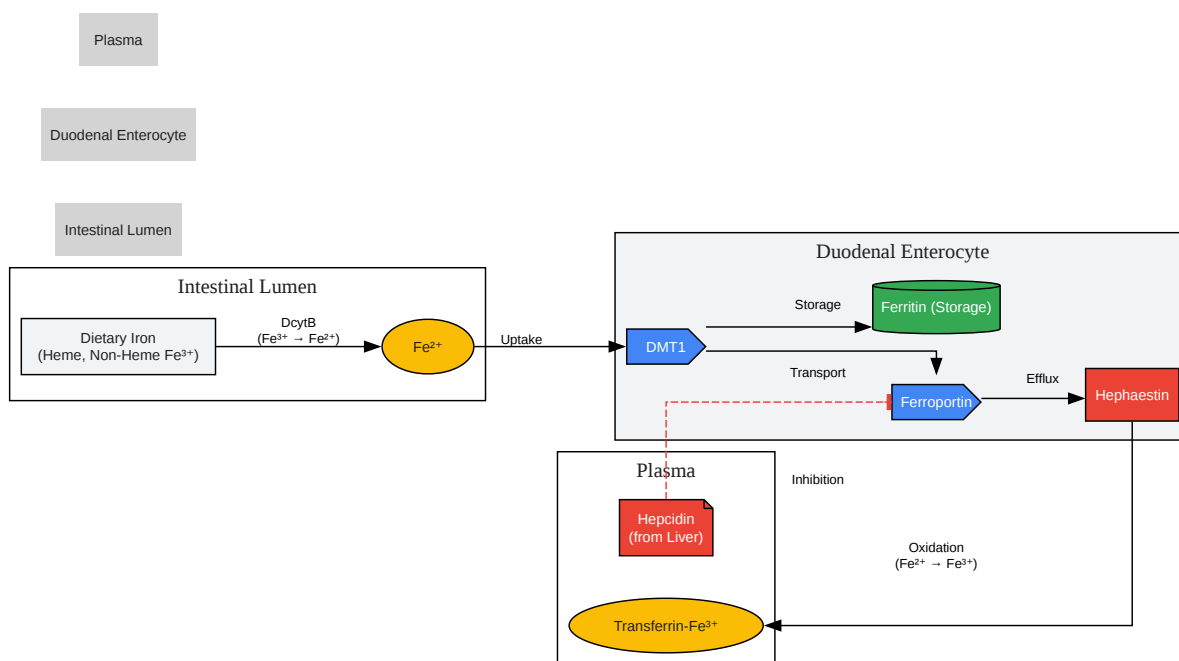 Plasma
Duodenal Enterocyte
Intestinal Lumen
Intestinal Lumen
Dietary Iron
(Heme, Non-Heme Fe³⁺)
DcytB
(Fe³⁺ → Fe²⁺)
Fe²⁺
Uptake
Duodenal Enterocyte
DMT1
Storage
Ferritin (Storage)
Transport
Ferroportin
Efflux
Hephaestin
Plasma
Inhibition
Hepcidin
(from Liver)
Oxidation
(Fe²⁺ → Fe³⁺)
Transferrin-Fe³⁺